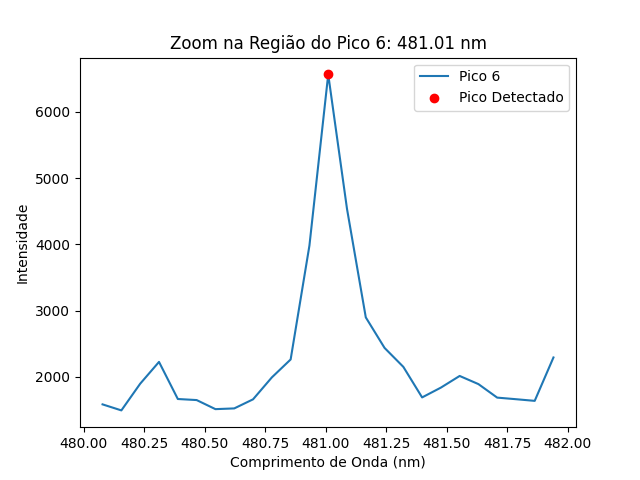 Zoom na Região do Pico 6: 481.01 nm
Pico 6
Pico Detectado
Intensidade
6000
5000
4000
3000
2000
480.00 480.25 480.50 480.75 481.00 481.25 481.50 481.75 482.00
Comprimento de Onda (nm)